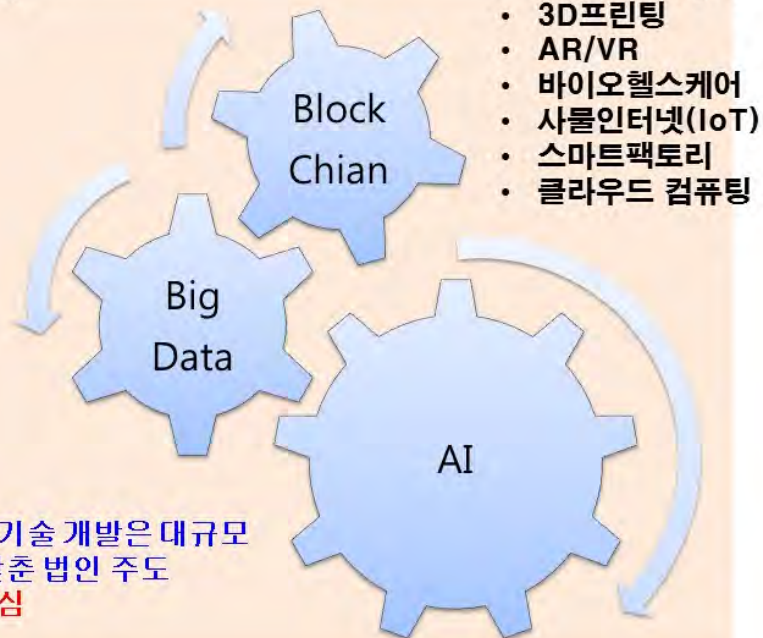 • 3D프린팅
• AR/VR
• 바이오헬스케어
• 사물인터넷(IoT)
• 스마트팩토리
• 클라우드 컴퓨팅
Block
Chian
Big
Data
AI
기술 개발은 대규모
춘 법인 주도
심